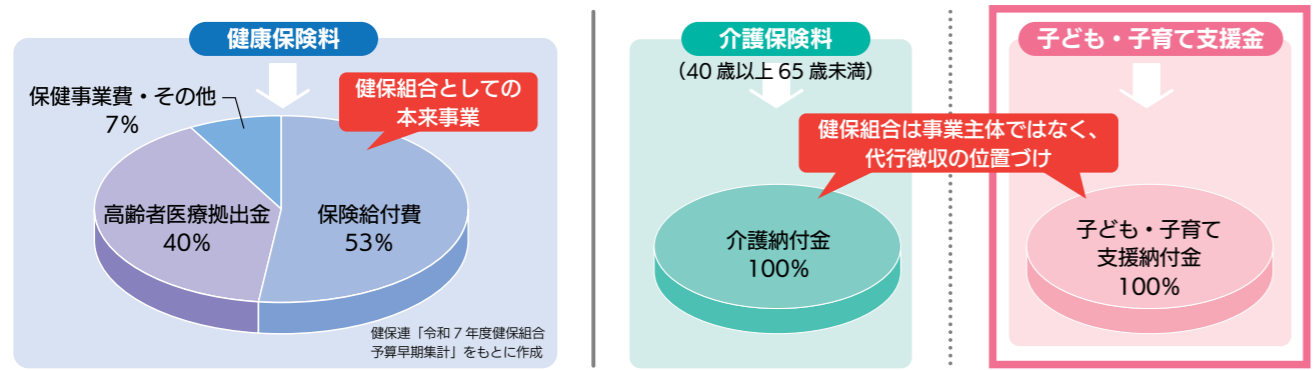 健康保険料
保健事業費・その他
7%
健保組合としての
本来事業
高齢者医療拠出金
40%
保険給付費
53%
健保連「令和7年度健保組合
予算早期集計」をもとに作成
介護保険料
（40歳以上65歳未満）
健保組合は事業主体ではなく、
代行徴収の位置づけ
介護納付金
100%
子ども・子育て支援金
子ども・子育て
支援納付金
100%